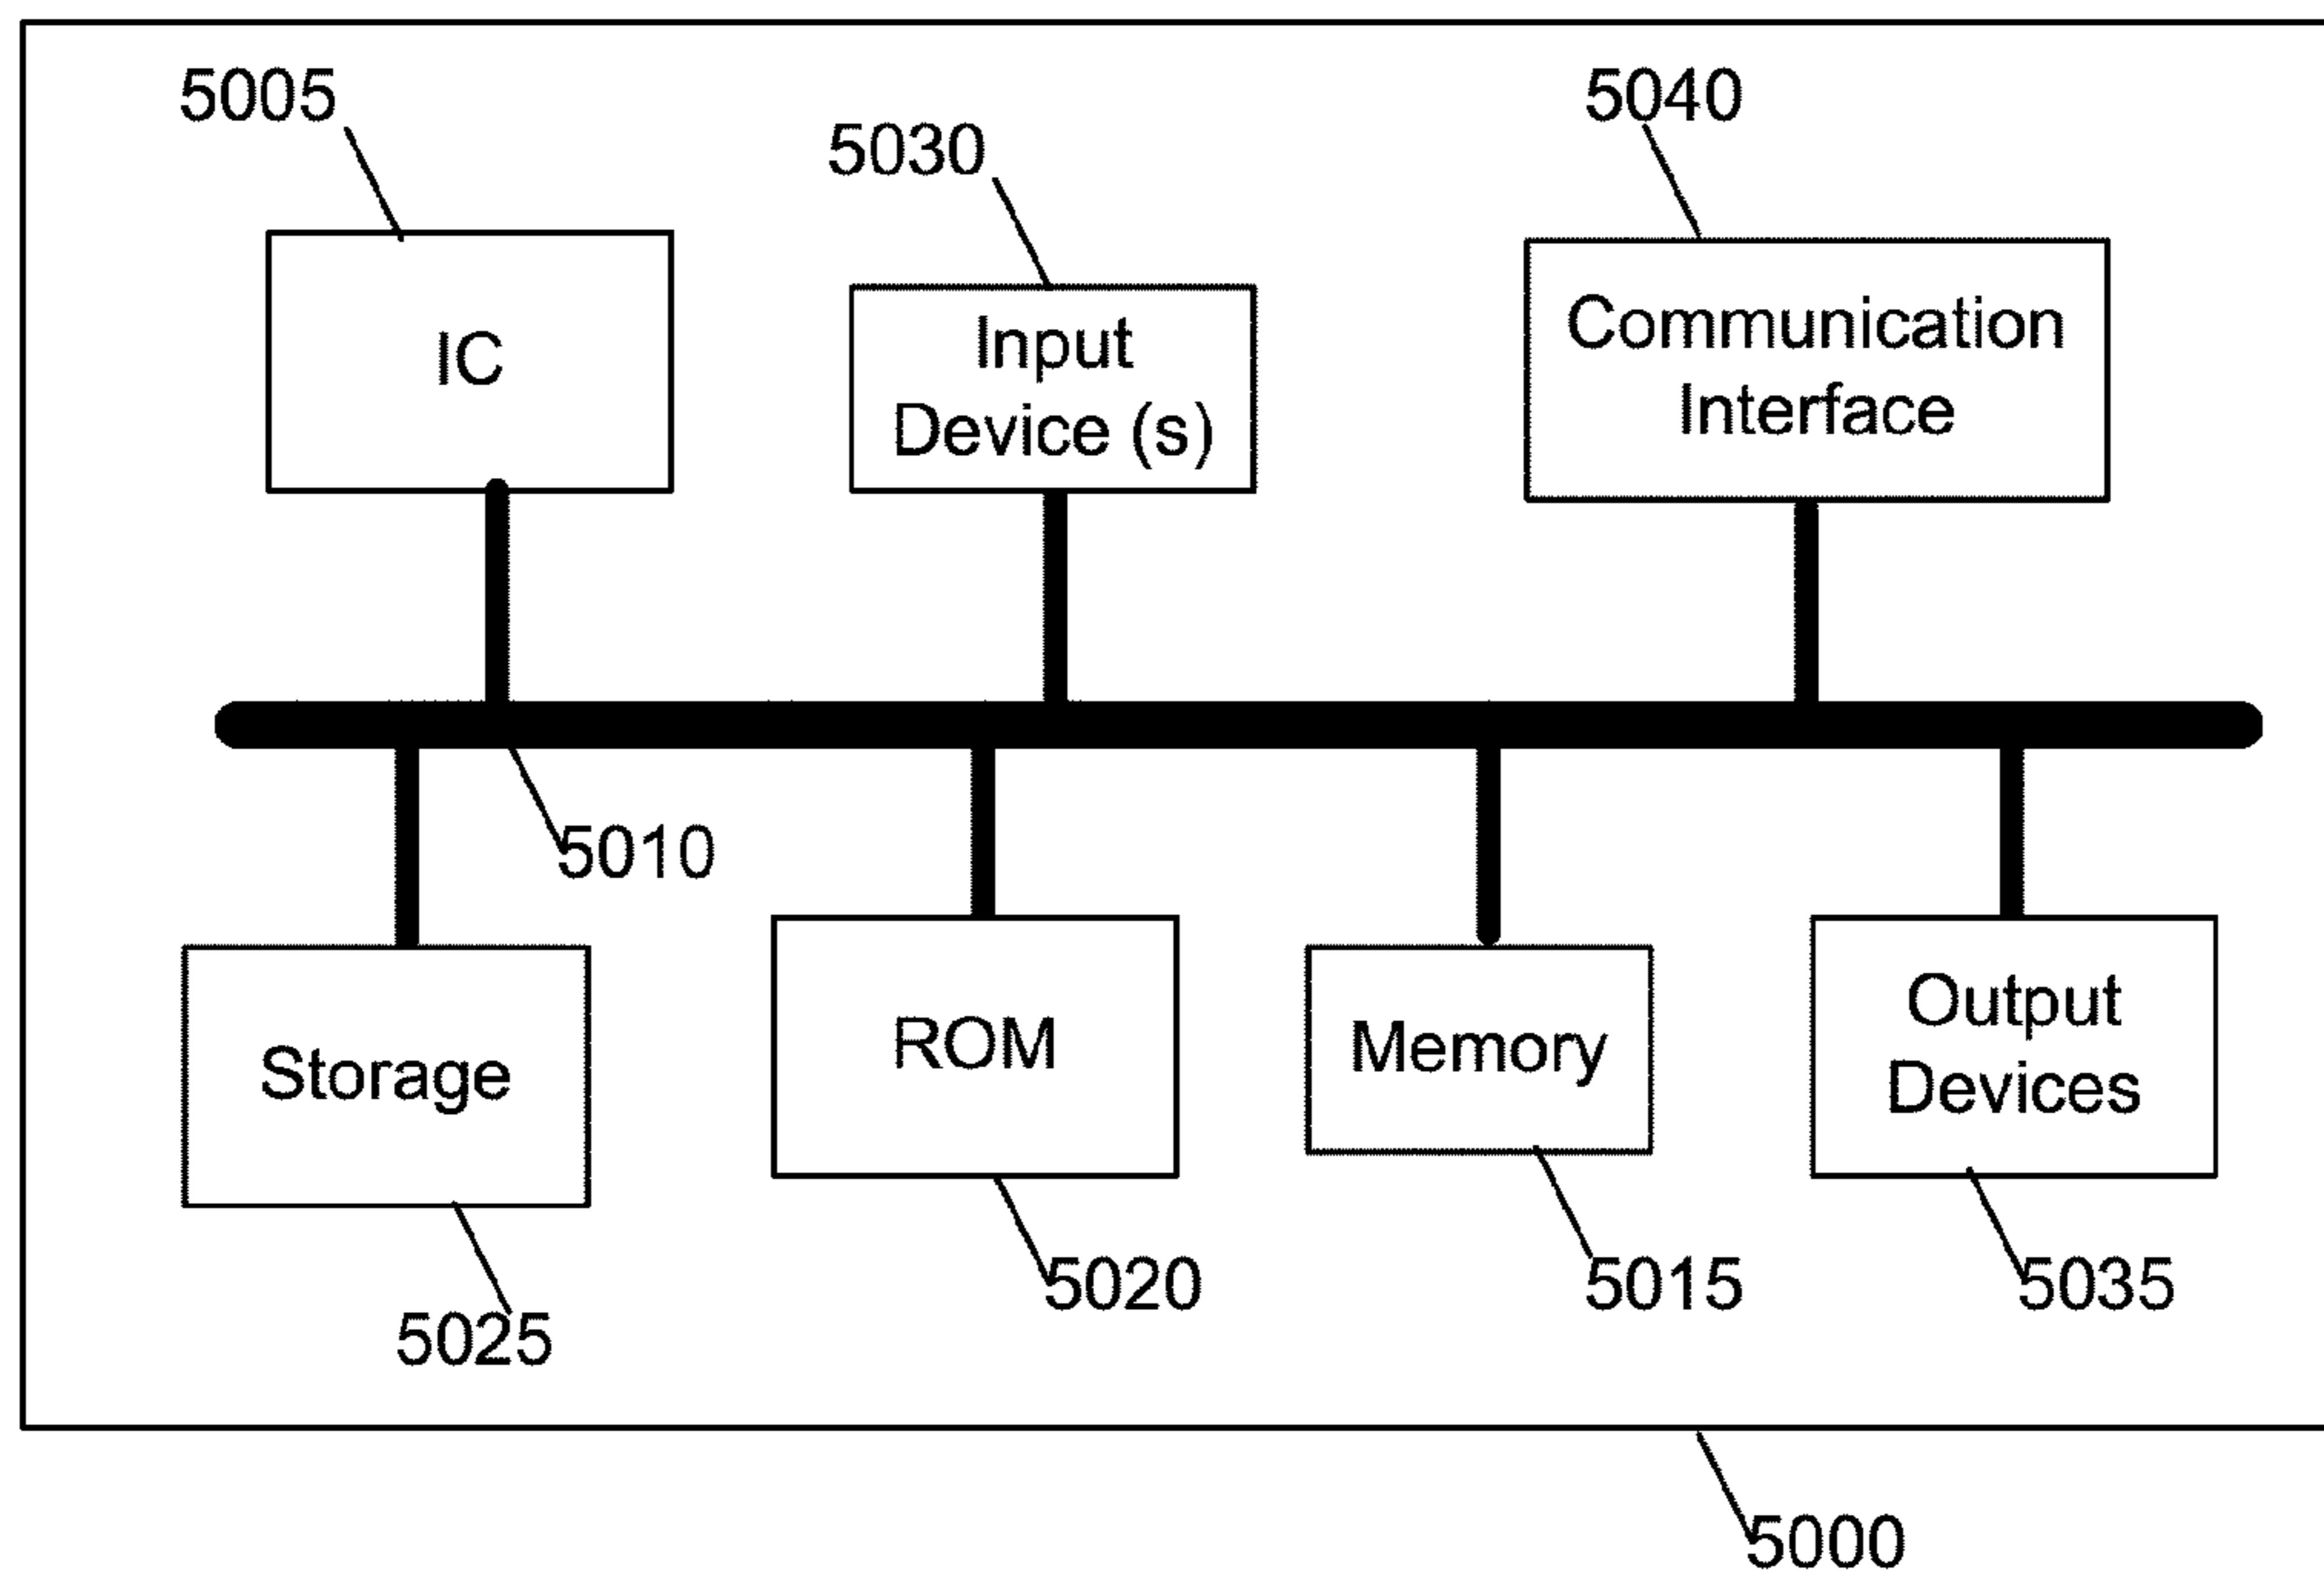 5005
5030
5040
IC
Input
Device (s)
Communication
Interface
5010
Storage
ROM
Memory
Output
Devices
5025
5020
5015
5035
5000